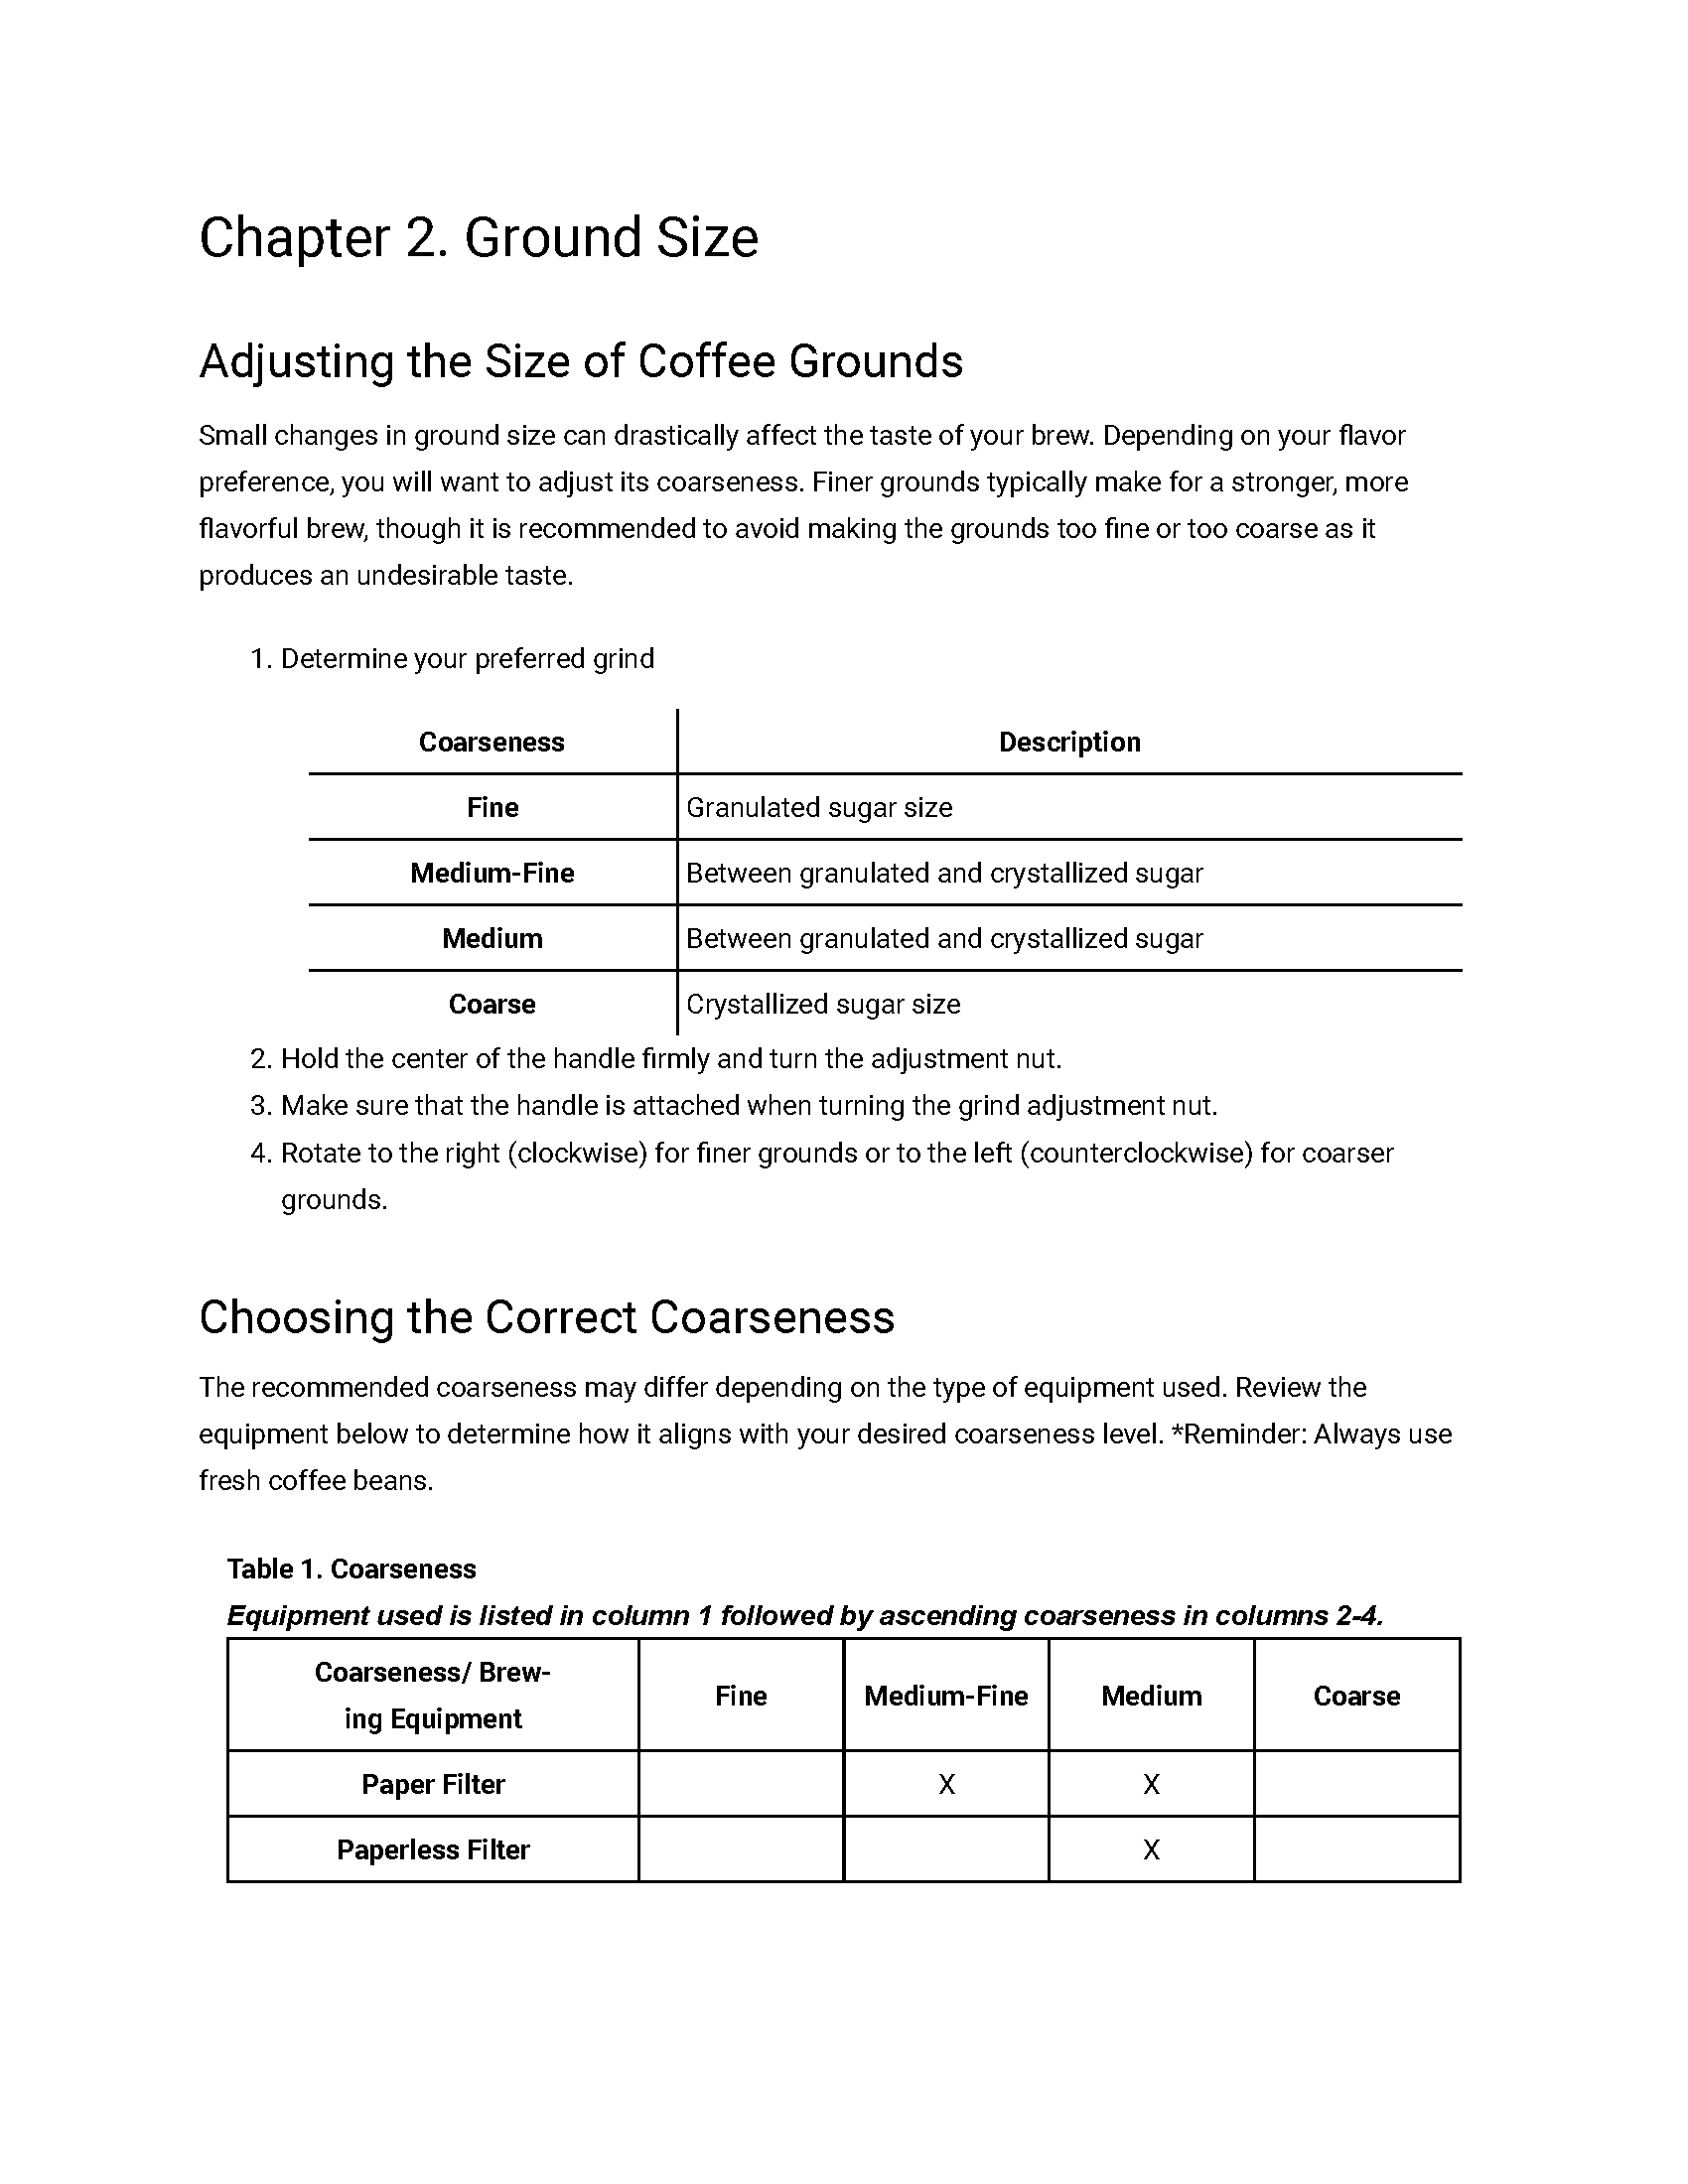 Chapter 2. Ground Size
Adjusting the Size of Coffee Grounds
Small changes in ground size can drastically affect the taste of your brew. Depending on your flavor
preference, you will want to adjust its coarseness. Finer grounds typically make for a stronger, more
flavorful brew, though it is recommended to avoid making the grounds too fine or too coarse as it
produces an undesirable taste.
1. Determine your preferred grind
Coarseness Description
Fine Granulated sugar size
Medium-Fine Between granulated and crystallized sugar
Medium Between granulated and crystallized sugar
Coarse Crystallized sugar size
2. Hold the center of the handle firmly and turn the adjustment nut.
3. Make sure that the handle is attached when turning the grind adjustment nut.
4. Rotate to the right (clockwise) for finer grounds or to the left (counterclockwise) for coarser
grounds.
Choosing the Correct Coarseness
The recommended coarseness may differ depending on the type of equipment used. Review the
equipment below to determine how it aligns with your desired coarseness level. *Reminder: Always use
fresh coffee beans.
Table 1. Coarseness
Equipment used is listed in column 1 followed by ascending coarseness in columns 2-4.
Coarseness/ Brew-
ing Equipment Fine Medium-Fine Medium Coarse
Paper Filter X X
Paperless Filter X